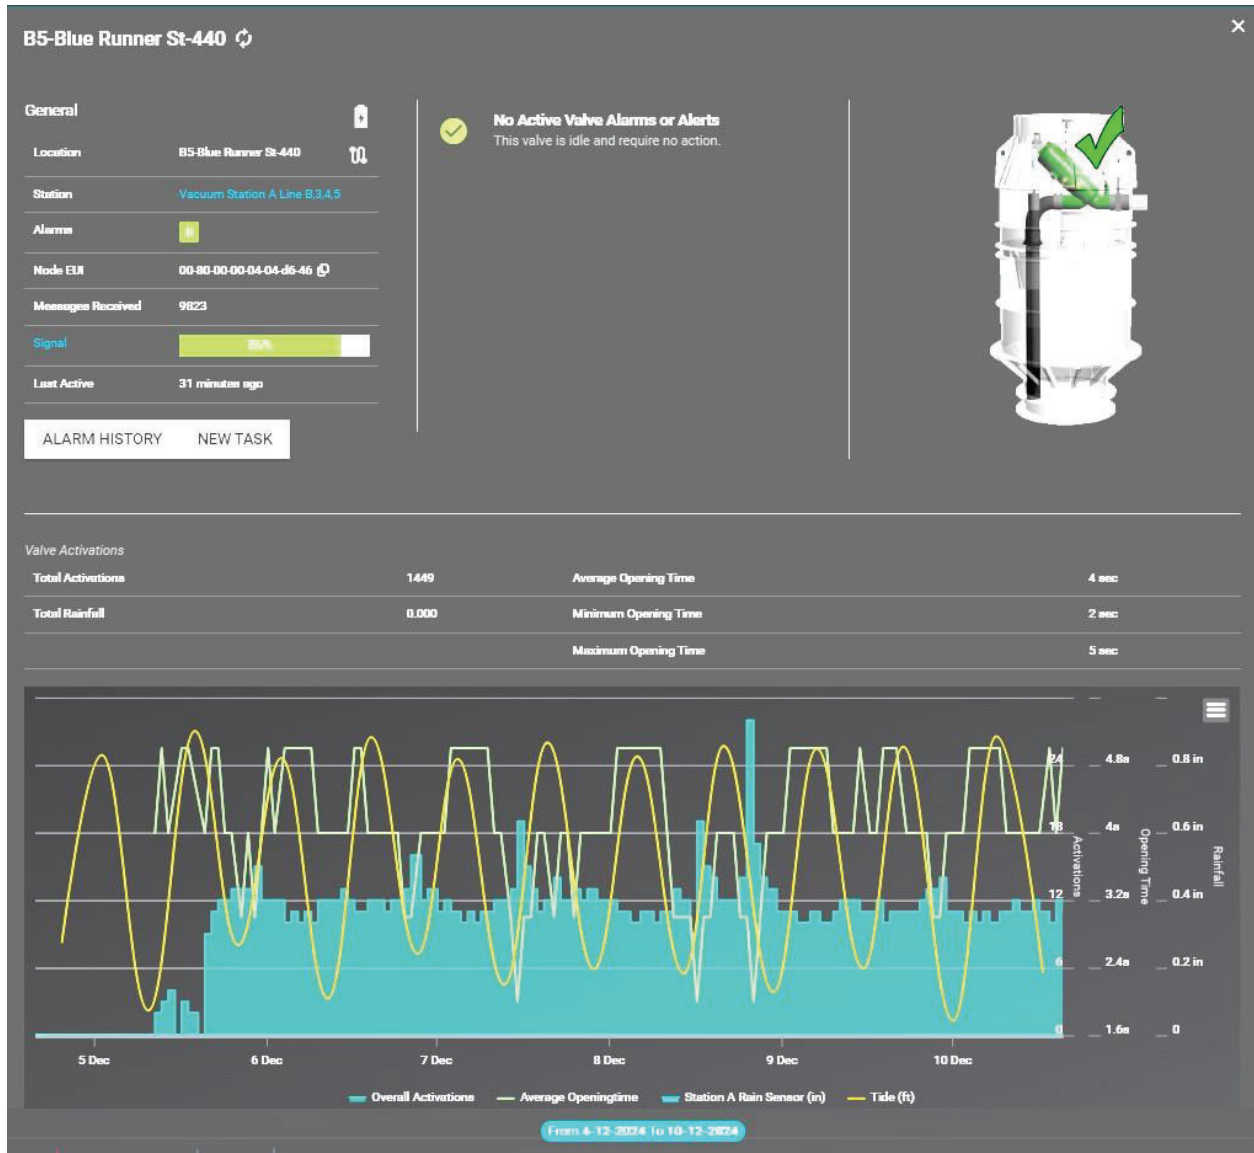 B5-Blue Runner St-440
General
Location B5-Blue Runner St-440
Station Vacuum Station A Line B,3,4,5
Alarms 0
Node EUI 00-80-00-00-04-04-d6-46
Messages Received 9823
Signal 85%
Last Active 31 minutes ago
ALARM HISTORY NEW TASK
No Active Valve Alarms or Alerts
This valve is idle and require no action.
Valve Activations
Total Activations 1449 Average Opening Time 4 sec
Total Rainfall 0.000 Minimum Opening Time 2 sec
Maximum Opening Time 5 sec
24 4.8s 0.8 in
18 4s 0.6 in
12 3.2s 0.4 in
6 2.4s 0.2 in
0 1.6s 0
Activations
Opening Time
Rainfall
5 Dec 6 Dec 7 Dec 8 Dec 9 Dec 10 Dec
Overall Activations Average Openingtime Station A Rain Sensor (in) Tide (ft)
From 4-12-2024 To 10-12-2024